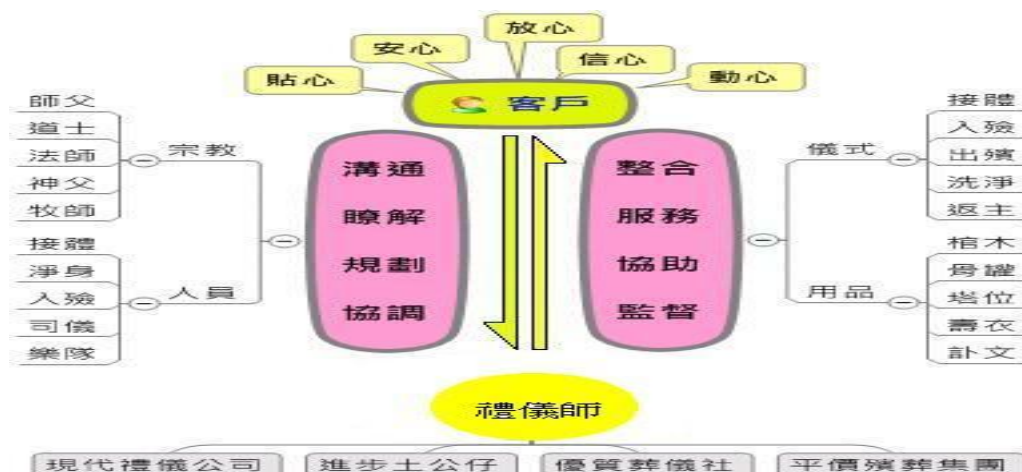 放心
安心
信心
貼心
動心
客戶
師父
道士
法師
神父
牧師
宗教
接體
淨身
入殮
司儀
樂隊
人員
溝通
瞭解
規劃
協調
整合
服務
協助
監督
儀式
接體
入殮
出殯
洗淨
返主
用品
棺木
骨罐
塔位
壽衣
訃文
禮儀師
現代禮儀公司
進步土公仔
優質葬儀社
平價殯葬集團